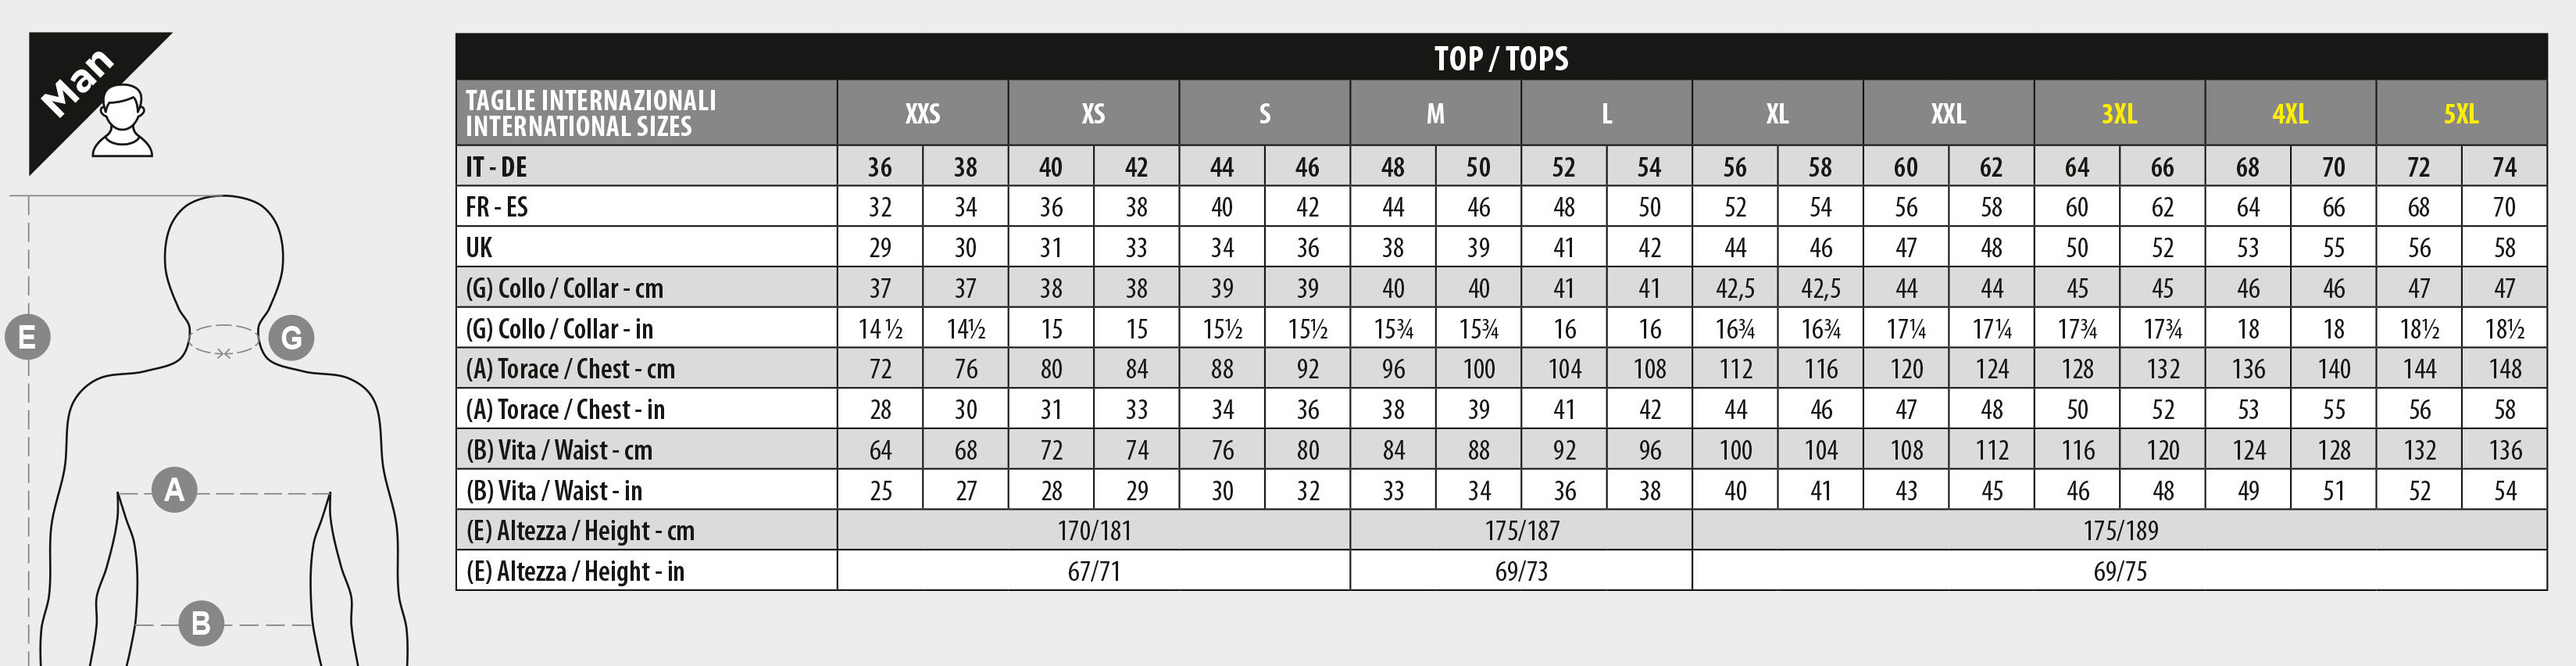 Man
TOP / TOPS
TAGLIE INTERNAZIONALI
INTERNATIONAL SIZES
XXS XS S M L XL XXL 3XL 4XL 5XL
IT - DE 36 38 40 42 44 46 48 50 52 54 56 58 60 62 64 66 68 70 72 74
FR - ES 32 34 36 38 40 42 44 46 48 50 52 54 56 58 60 62 64 66 68 70
UK 29 30 31 33 34 36 38 39 41 42 44 46 47 48 50 52 53 55 56 58
(G) Collo / Collar - cm 37 37 38 38 39 39 40 40 41 41 42,5 42,5 44 44 45 45 46 46 47 47
(G) Collo / Collar - in 14 ½ 14½ 15 15 15½ 15½ 15¾ 15¾ 16 16 16¾ 16¾ 17¼ 17¼ 17¾ 17¾ 18 18 18½ 18½
(A) Torace / Chest - cm 72 76 80 84 88 92 96 100 104 108 112 116 120 124 128 132 136 140 144 148
(A) Torace / Chest - in 28 30 31 33 34 36 38 39 41 42 44 46 47 48 50 52 53 55 56 58
(B) Vita / Waist - cm 64 68 72 74 76 80 84 88 92 96 100 104 108 112 116 120 124 128 132 136
(B) Vita / Waist - in 25 27 28 29 30 32 33 34 36 38 40 41 43 45 46 48 49 51 52 54
(E) Altezza / Height - cm 170/181 175/187 175/189
(E) Altezza / Height - in 67/71 69/73 69/75
E
G
A
B